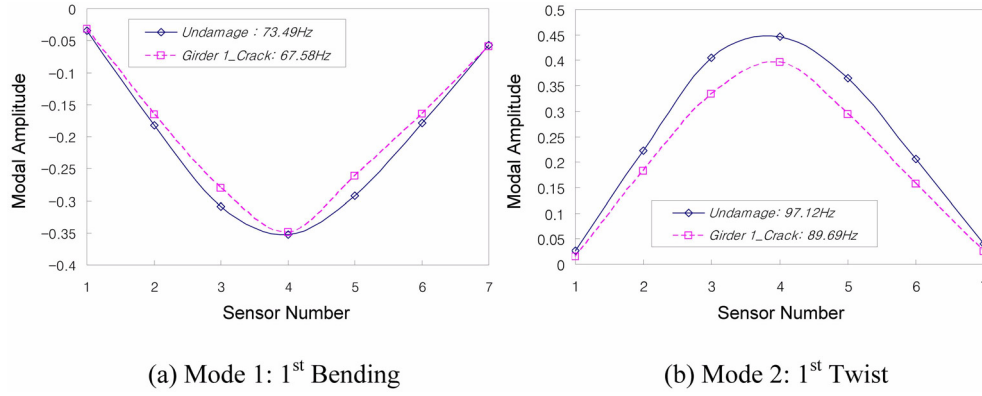 0
-0.05
-0.1
-0.15
-0.2
-0.25
-0.3
-0.35
-0.4
Modal Amplitude
Undamage : 73.49Hz
Girder 1_Crack: 67.58Hz
1 2 3 4 5 6 7
Sensor Number
(a) Mode 1: 1st Bending
0.5
0.45
0.4
0.35
0.3
0.25
0.2
0.15
0.1
0.05
0
Modal Amplitude
Undamage: 97.12Hz
Girder 1_Crack: 89.69Hz
1 2 3 4 5 6
Sensor Number
(b) Mode 2: 1st Twist